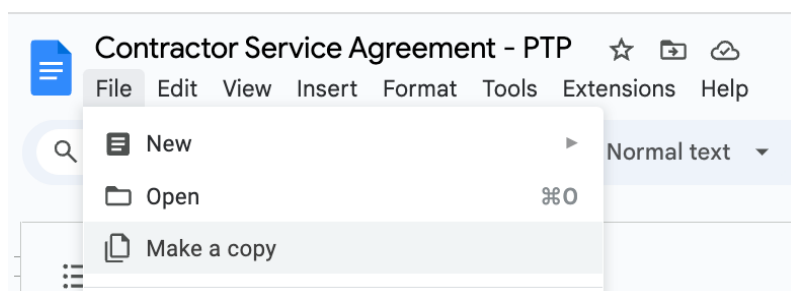 Contractor Service Agreement - PTP
File Edit View Insert Format Tools Extensions Help
New
Normal text
Open ⌘O
Make a copy